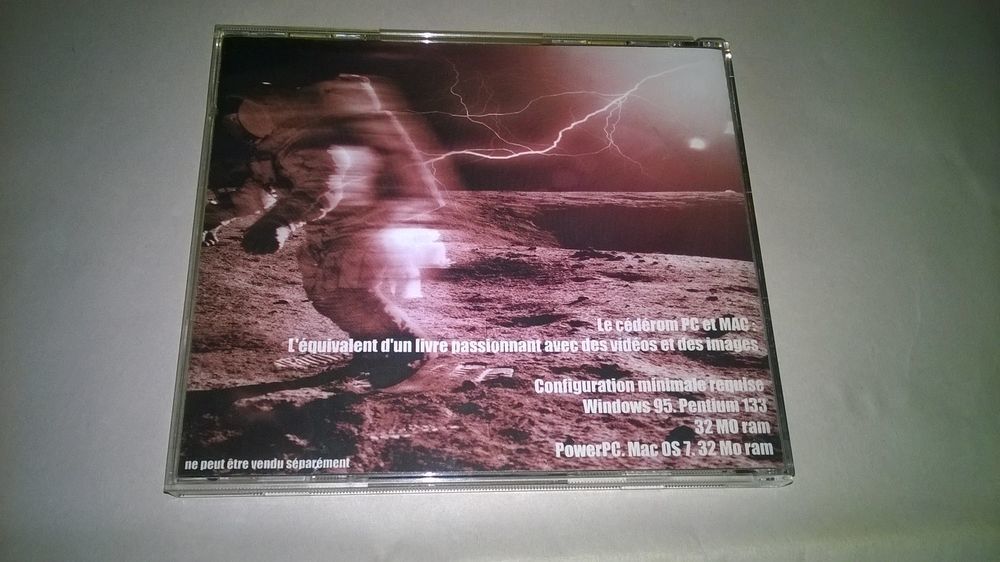 Le cédérom PC et MAC :
L'équivalent d'un livre passionnant avec des vidéos et des images
Configuration minimale requise
Windows 95. Pentium 133
32 MO ram
PowerPC. Mac OS 7. 32 Mo ram
ne peut être vendu séparément